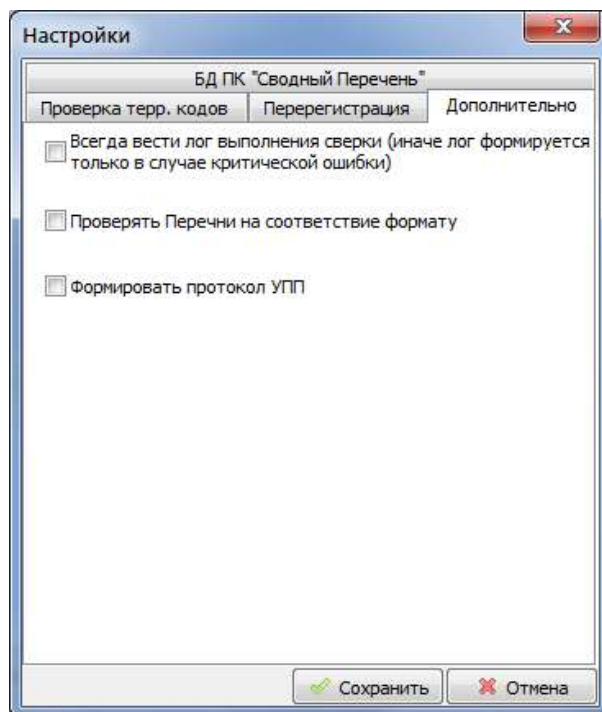 Настройки
БД ПК "Сводный Перечень"
Проверка терр. кодов Перерегистрация Дополнительно
Всегда вести лог выполнения сверки (иначе лог формируется
только в случае критической ошибки)
Проверять Перечни на соответствие формату
Формировать протокол УПП
Сохранить Отмена